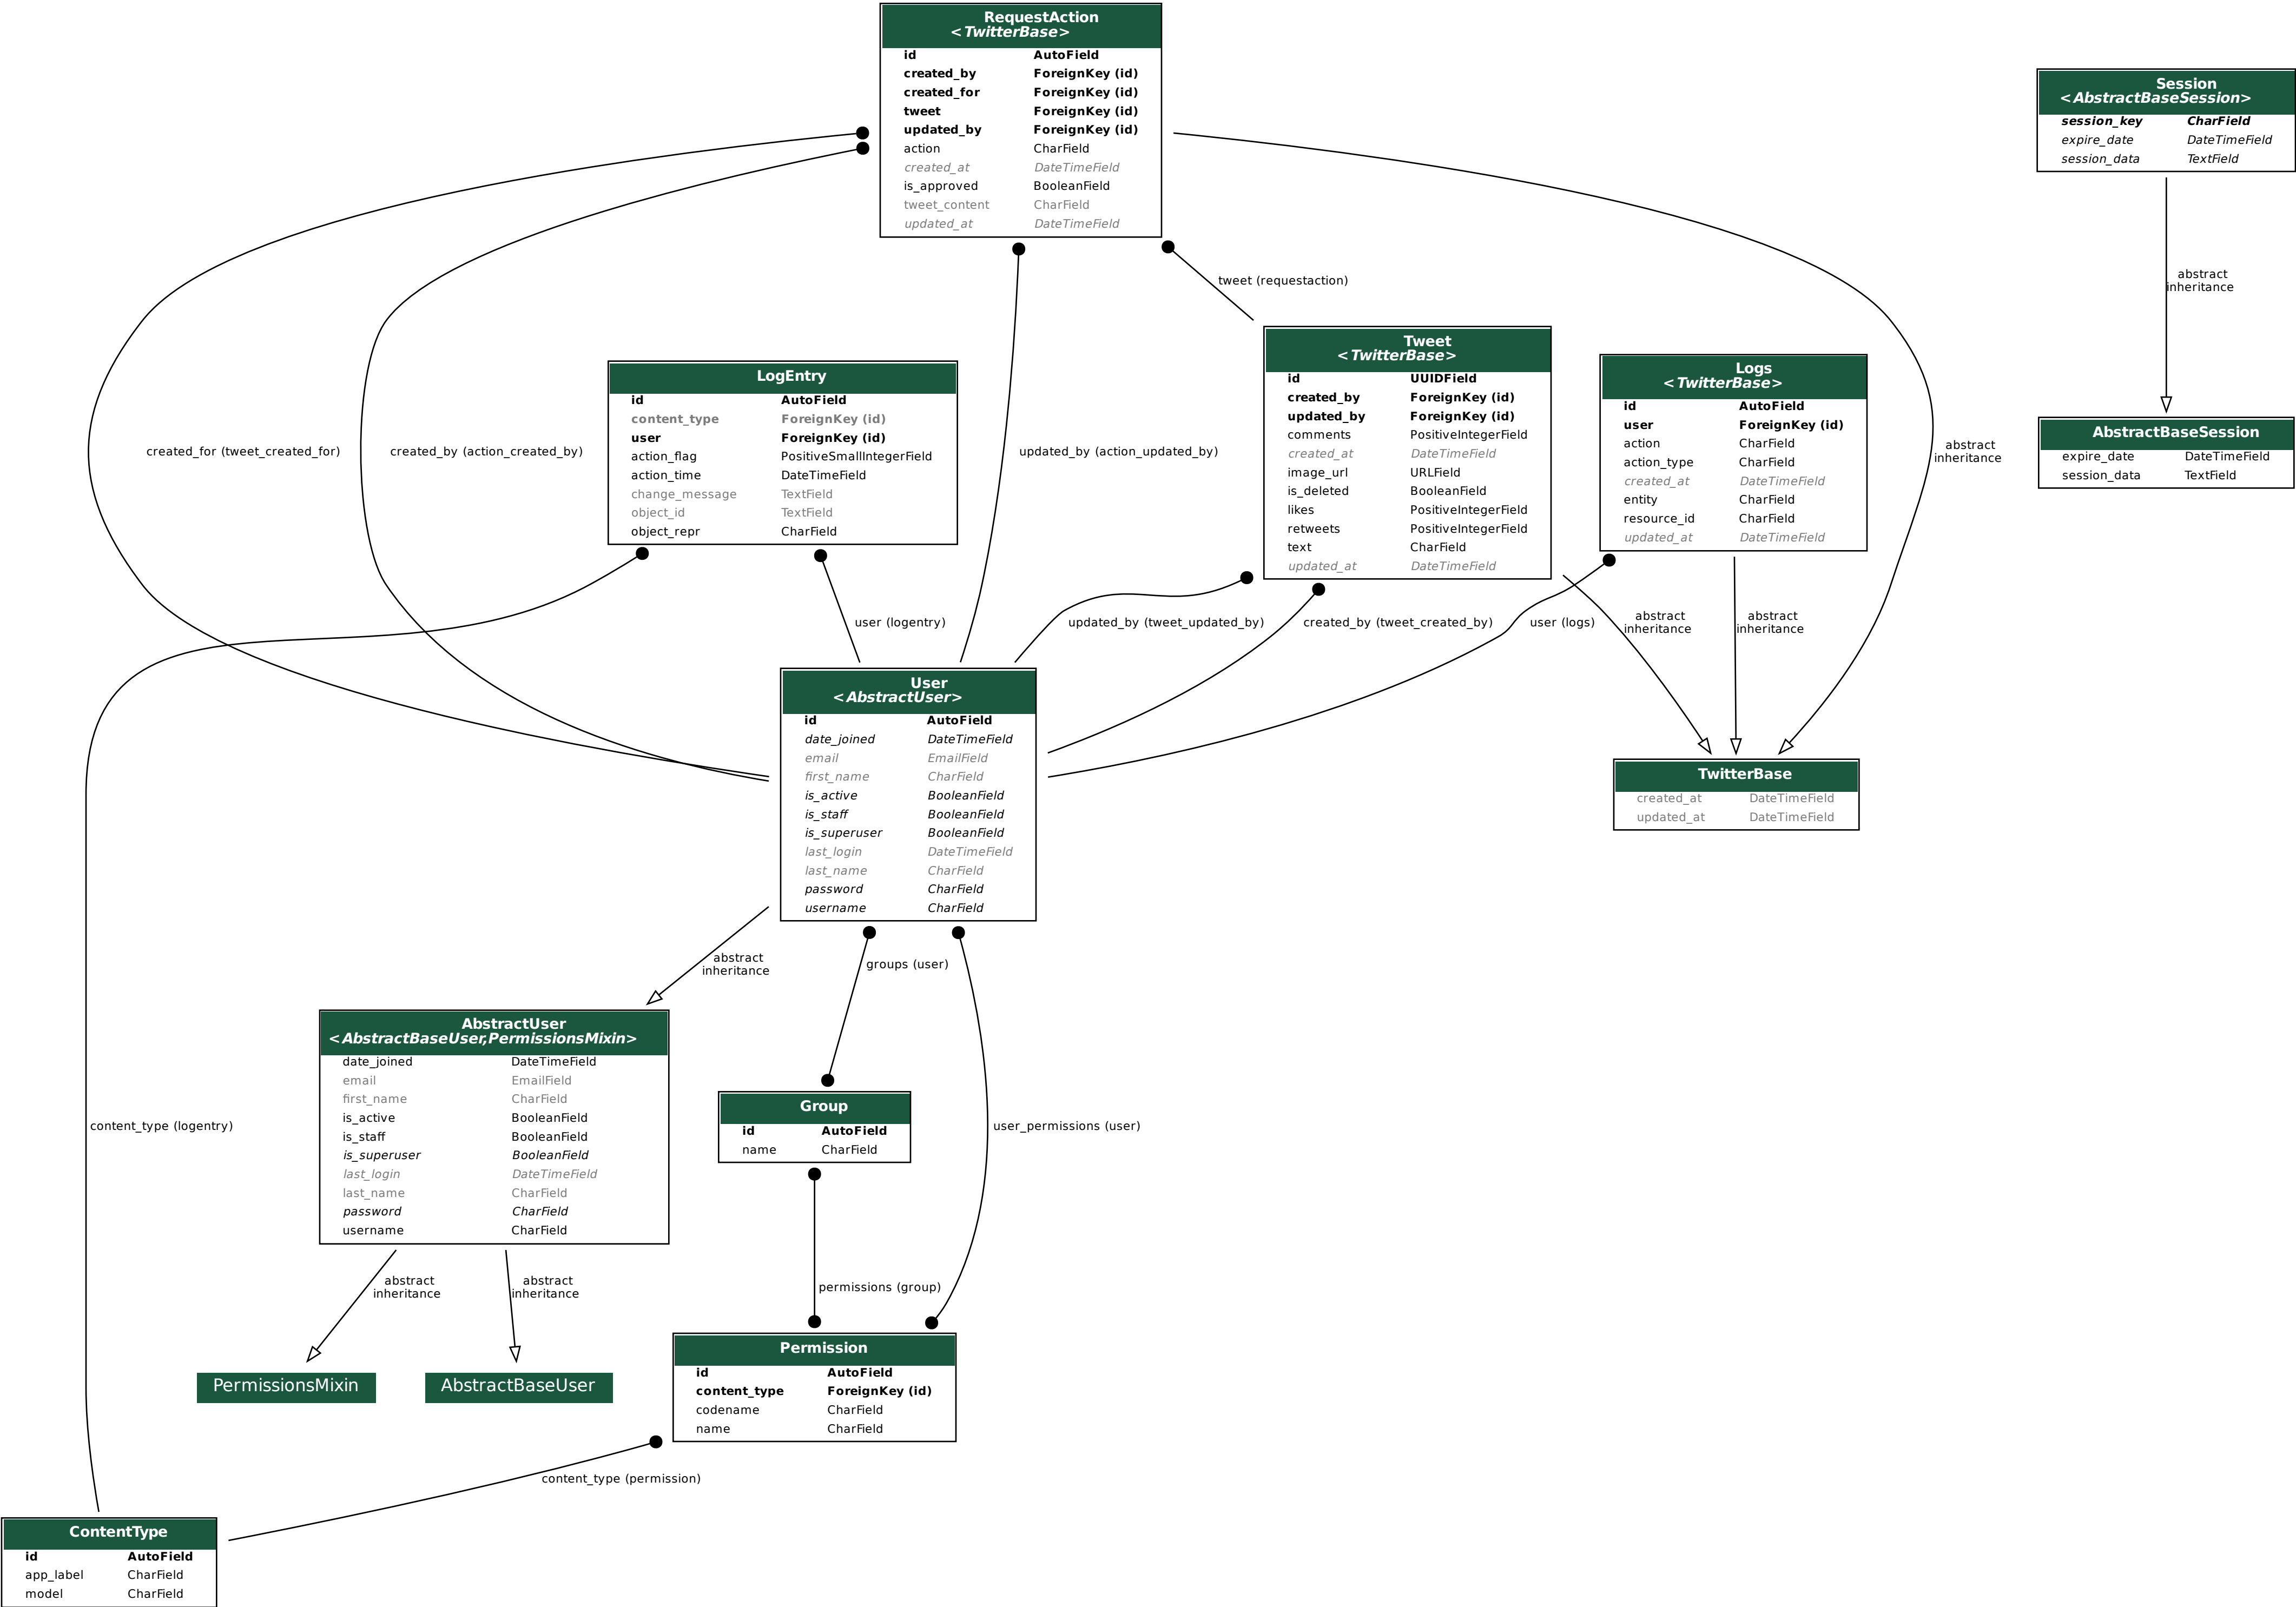 RequestAction
<TwitterBase>
id AutoField
created_by ForeignKey (id)
created_for ForeignKey (id)
tweet ForeignKey (id)
updated_by ForeignKey (id)
action CharField
created_at DateTimeField
is_approved BooleanField
tweet_content CharField
updated_at DateTimeField
Session
<AbstractBaseSession>
session_key CharField
expire_date DateTimeField
session_data TextField
tweet (requestaction)
abstract
inheritance
LogEntry
id AutoField
content_type ForeignKey (id)
user ForeignKey (id)
action_flag PositiveSmallIntegerField
action_time DateTimeField
change_message TextField
object_id TextField
object_repr CharField
Tweet
<TwitterBase>
id UUIDField
created_by ForeignKey (id)
updated_by ForeignKey (id)
comments PositiveIntegerField
created_at DateTimeField
image_url URLField
is_deleted BooleanField
likes PositiveIntegerField
retweets PositiveIntegerField
text CharField
updated_at DateTimeField
Logs
<TwitterBase>
id AutoField
user ForeignKey (id)
action CharField
action_type CharField
created_at DateTimeField
entity CharField
resource_id CharField
updated_at DateTimeField
AbstractBaseSession
expire_date DateTimeField
session_data TextField
created_for (tweet_created_for)
created_by (action_created_by)
updated_by (action_updated_by)
abstract
inheritance
user (logentry)
updated_by (tweet_updated_by)
created_by (tweet_created_by)
user (logs)
abstract
inheritance
abstract
inheritance
User
<AbstractUser>
id AutoField
date_joined DateTimeField
email EmailField
first_name CharField
is_active BooleanField
is_staff BooleanField
is_superuser BooleanField
last_login DateTimeField
last_name CharField
password CharField
username CharField
TwitterBase
created_at DateTimeField
updated_at DateTimeField
abstract
inheritance
groups (user)
AbstractUser
<AbstractBaseUser,PermissionsMixin>
date_joined DateTimeField
email EmailField
first_name CharField
is_active BooleanField
is_staff BooleanField
is_superuser BooleanField
last_login DateTimeField
last_name CharField
password CharField
username CharField
Group
id AutoField
name CharField
content_type (logentry)
user_permissions (user)
abstract
inheritance
abstract
inheritance
permissions (group)
PermissionsMixin
AbstractBaseUser
Permission
id AutoField
content_type ForeignKey (id)
codename CharField
name CharField
content_type (permission)
ContentType
id AutoField
app_label CharField
model CharField